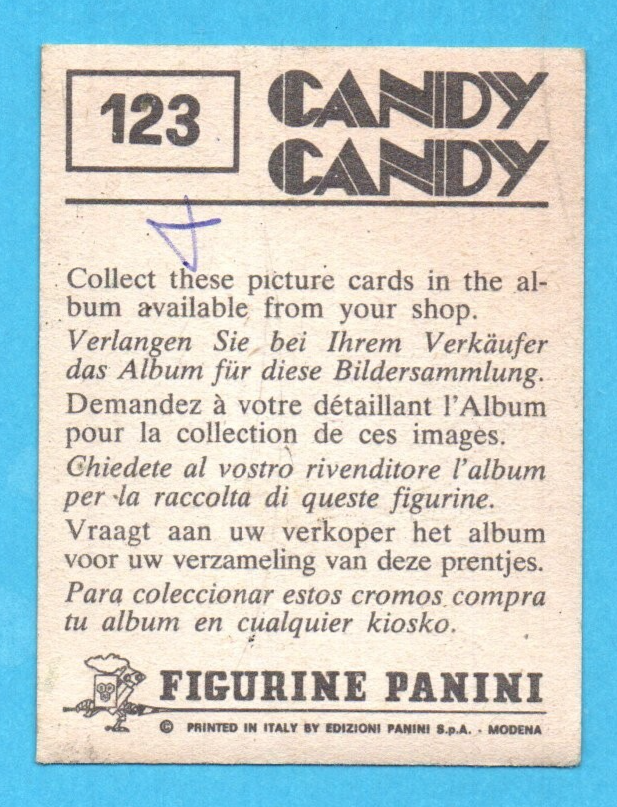 123
CANDY
CANDY
Collect these picture cards in the al-
bum available from your shop.
Verlangen Sie bei Ihrem Verkäufer
das Album für diese Bildersammlung.
Demandez à votre détaillant l'Album
pour la collection de ces images.
Chiedete al vostro rivenditore l'album
per la raccolta di queste figurine.
Vraagt aan uw verkoper het album
voor uw verzameling van deze prentjes.
Para coleccionar estos cromos compra
tu album en cualquier kiosko.
FIGURINE PANINI
© PRINTED IN ITALY BY EDIZIONI PANINI S.p.A. - MODENA